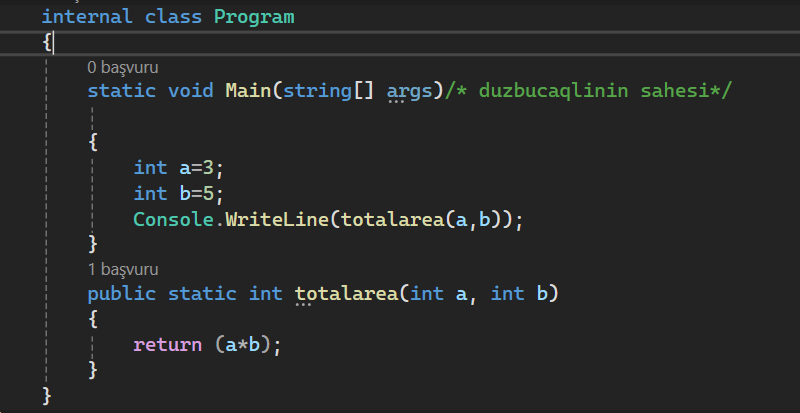 internal class Program
{
0 başvuru
static void Main(string[] args)/* duzbucaqlinin sahesi*/
{
int a=3;
int b=5;
Console.WriteLine(totalarea(a,b));
}
1 başvuru
public static int totalarea(int a, int b)
{
return (a*b);
}
}